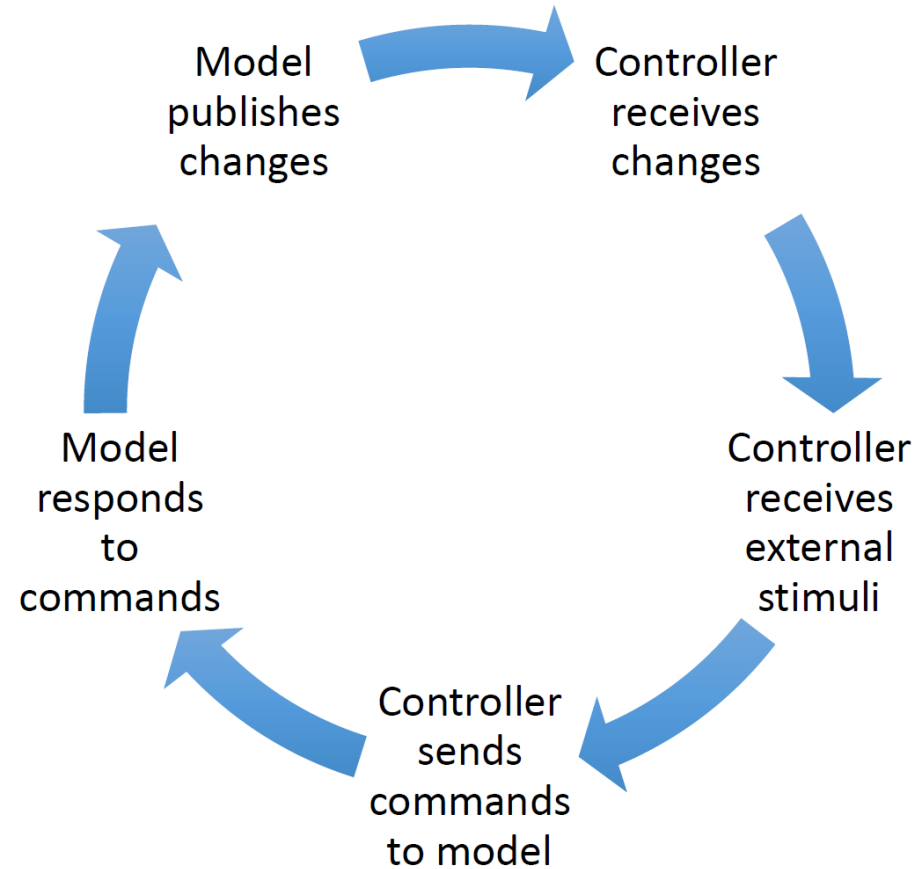 Model
publishes
changes
Controller
receives
changes
Controller
receives
external
stimuli
Controller
sends
commands
to model
Model
responds
to
commands